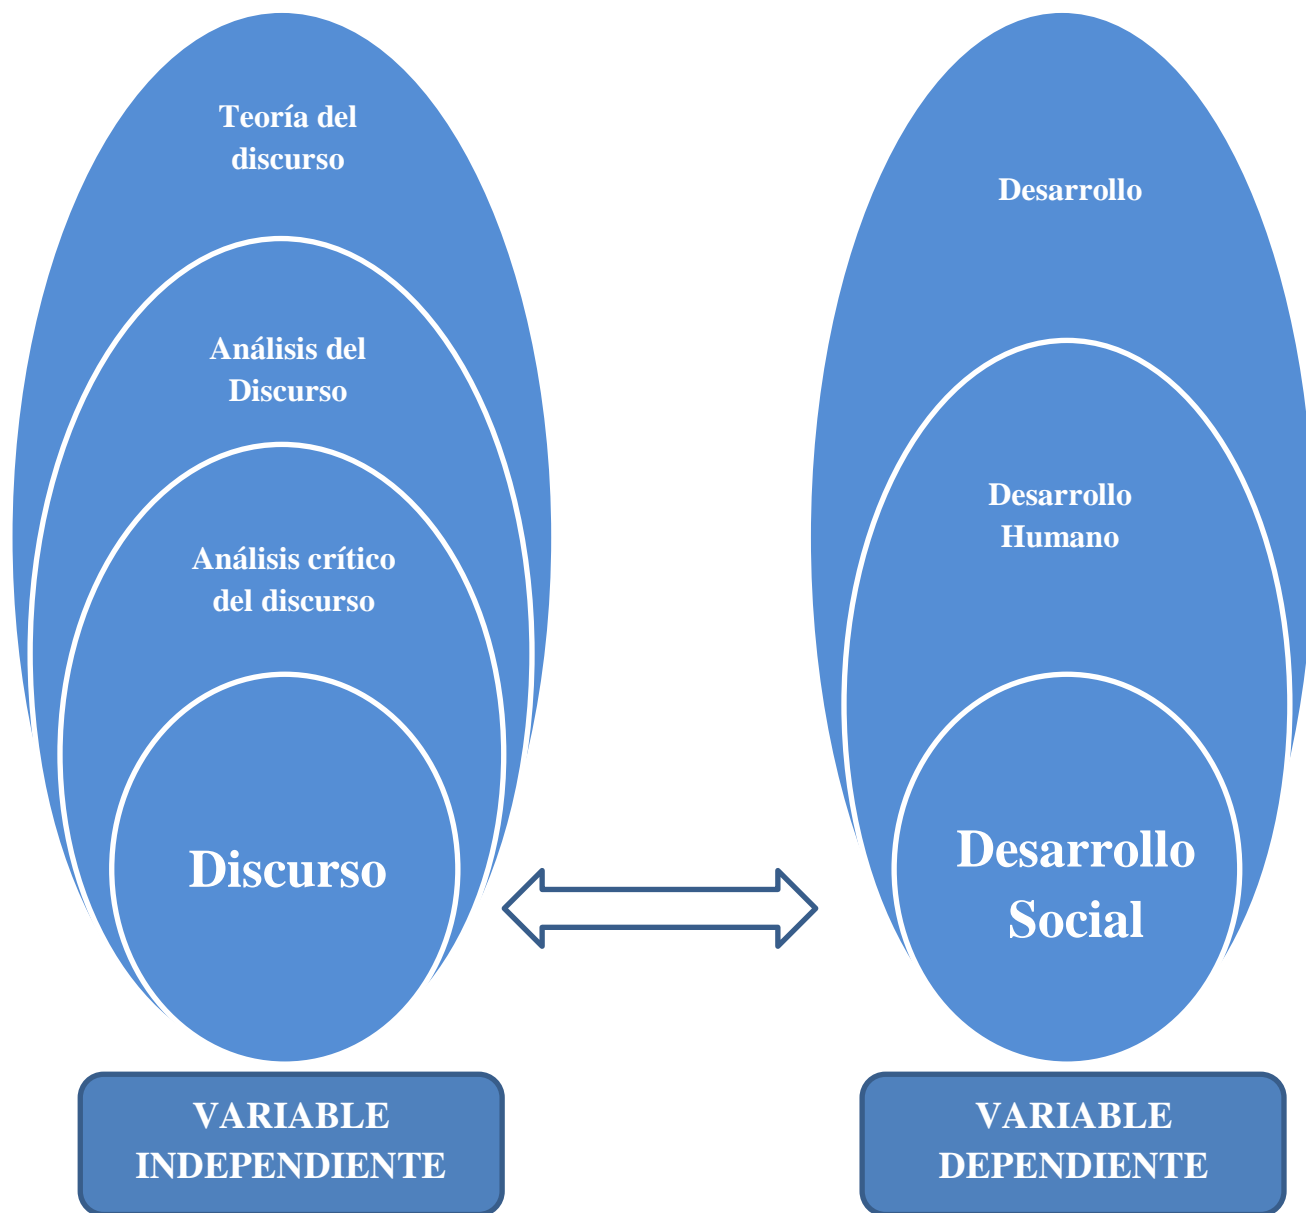 Teoría del
discurso
Análisis del
Discurso
Análisis crítico
del discurso
Discurso
VARIABLE
INDEPENDIENTE
Desarrollo
Desarrollo
Humano
Desarrollo
Social
VARIABLE
DEPENDIENTE